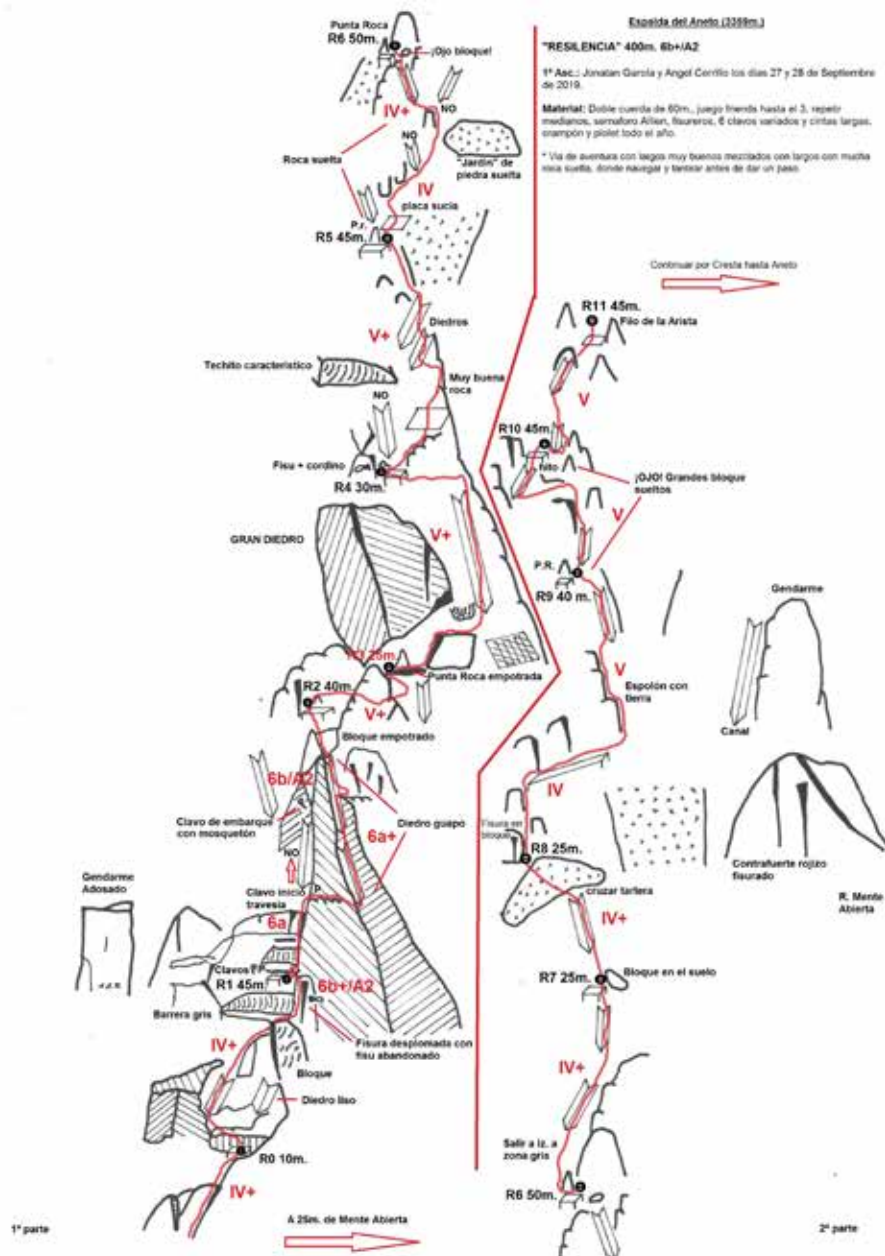 Espalda del Aneto (3359m.)
"RESILENCIA" 400m. 6b+/A2
1ª Asc.: Jonatan Garcia y Angel Cerrillo los días 27 y 28 de Septiembre
de 2019.
Material: Doble cuerda de 60m., juego friends hasta el 3, repetir
medianos, semaforo Allien, fisureros, 6 clavos variados y cintas largas,
crampón y piolet todo el año.
* Via de aventura con largos muy buenos mezclados con largos con mucha
roca suelta, donde navegar y tantear antes de dar un paso.
Punta Roca
R6 50m.
¡Ojo bloque!
NO
IV+
NO
Roca suelta
"Jardín" de
piedra suelta
IV
placa sucia
P.r.
R5 45m.
Diedros
V+
Techito caracteristico
Muy buena
roca
NO
Fisu + cordino
R4 30m.
V+
GRAN DIEDRO
R3 25m.
Punta Roca empotrada
R2 40m.
V+
Bloque empotrado
6b/A2
Clavo de embarque
con mosquetón
Diedro guapo
6a+
NO
Gendarme
Adosado
Clavo inicio
travesia
P.
6a
Clavos
P.P.
R1 45m.
6b+/A2
NO
Barrera gris
Fisura desplomada con
fisu abandonado
IV+
Bloque
Diedro liso
R0 10m.
IV+
1ª parte
A 25m. de Mente Abierta
Continuar por Cresta hasta Aneto
R11 45m.
Filo de la Arista
V
R10 45m.
hito
¡OJO! Grandes bloque
sueltos
V
P.R.
R9 40 m.
Gendarme
V
Espolón con
tierra
Canal
IV
Fisura en
bloque
R8 25m.
Contrafuerte rojizo
fisurado
cruzar tartera
R. Mente
Abierta
IV+
R7 25m.
Bloque en el suelo
IV+
Salir a iz. a
zona gris
R6 50m.
2ª parte